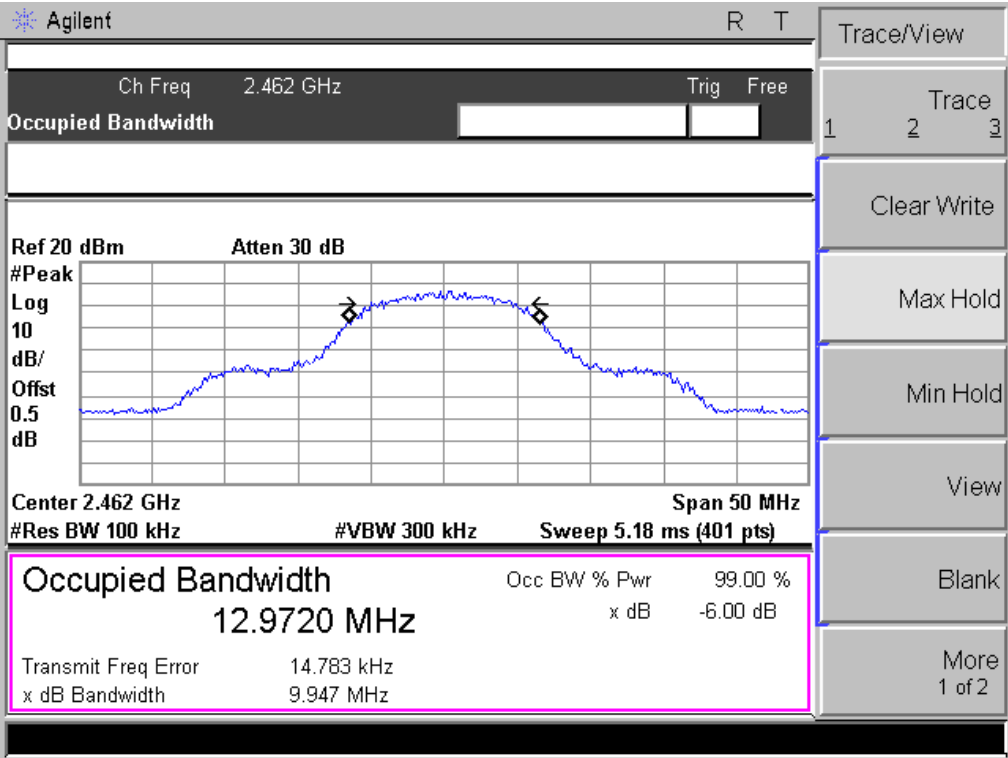 Agilent R T
Ch Freq 2.462 GHz Trig Free
Occupied Bandwidth
Ref 20 dBm Atten 30 dB
#Peak
Log
10
dB/
Offst
0.5
dB
Center 2.462 GHz Span 50 MHz
#Res BW 100 kHz #VBW 300 kHz Sweep 5.18 ms (401 pts)
Occupied Bandwidth Occ BW % Pwr 99.00 %
12.9720 MHz x dB -6.00 dB
Transmit Freq Error 14.783 kHz
x dB Bandwidth 9.947 MHz
Trace/View
Trace
1 2 3
Clear Write
Max Hold
Min Hold
View
Blank
More
1 of 2